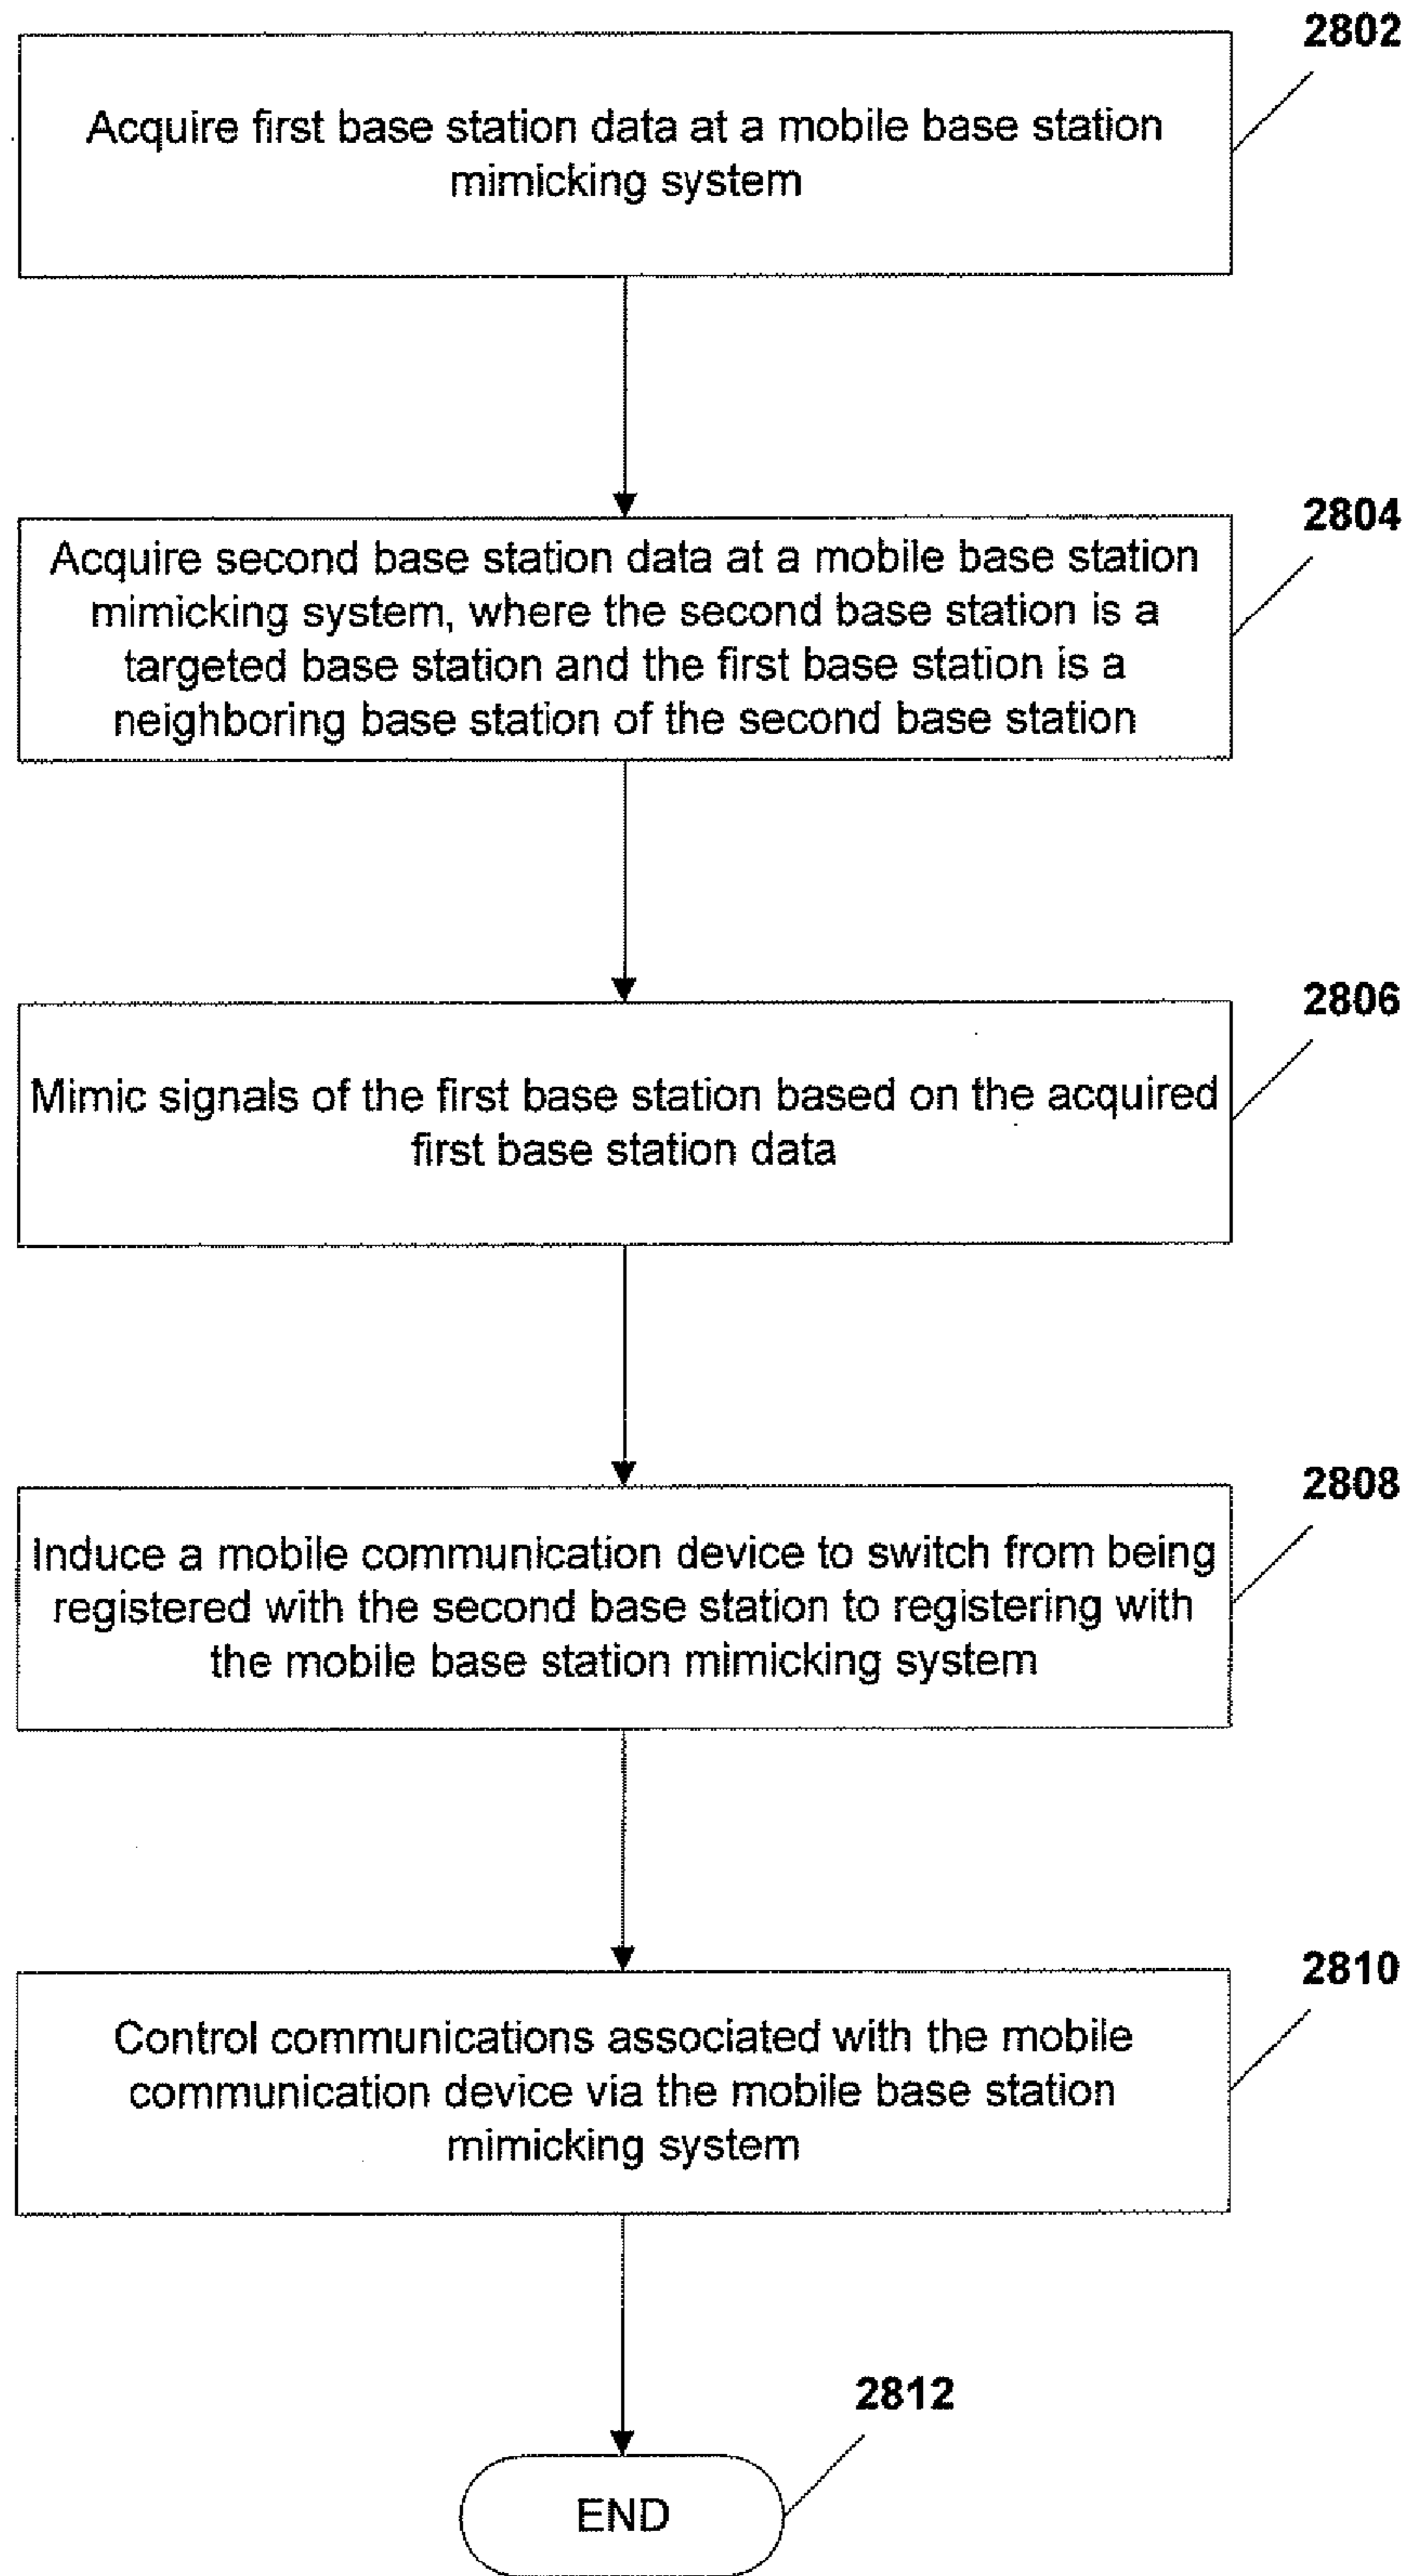 2802
Acquire first base station data at a mobile base station
mimicking system
2804
Acquire second base station data at a mobile base station
mimicking system, where the second base station is a
targeted base station and the first base station is a
neighboring base station of the second base station
2806
Mimic signals of the first base station based on the acquired
first base station data
2808
Induce a mobile communication device to switch from being
registered with the second base station to registering with
the mobile base station mimicking system
2810
Control communications associated with the mobile
communication device via the mobile base station
mimicking system
2812
END